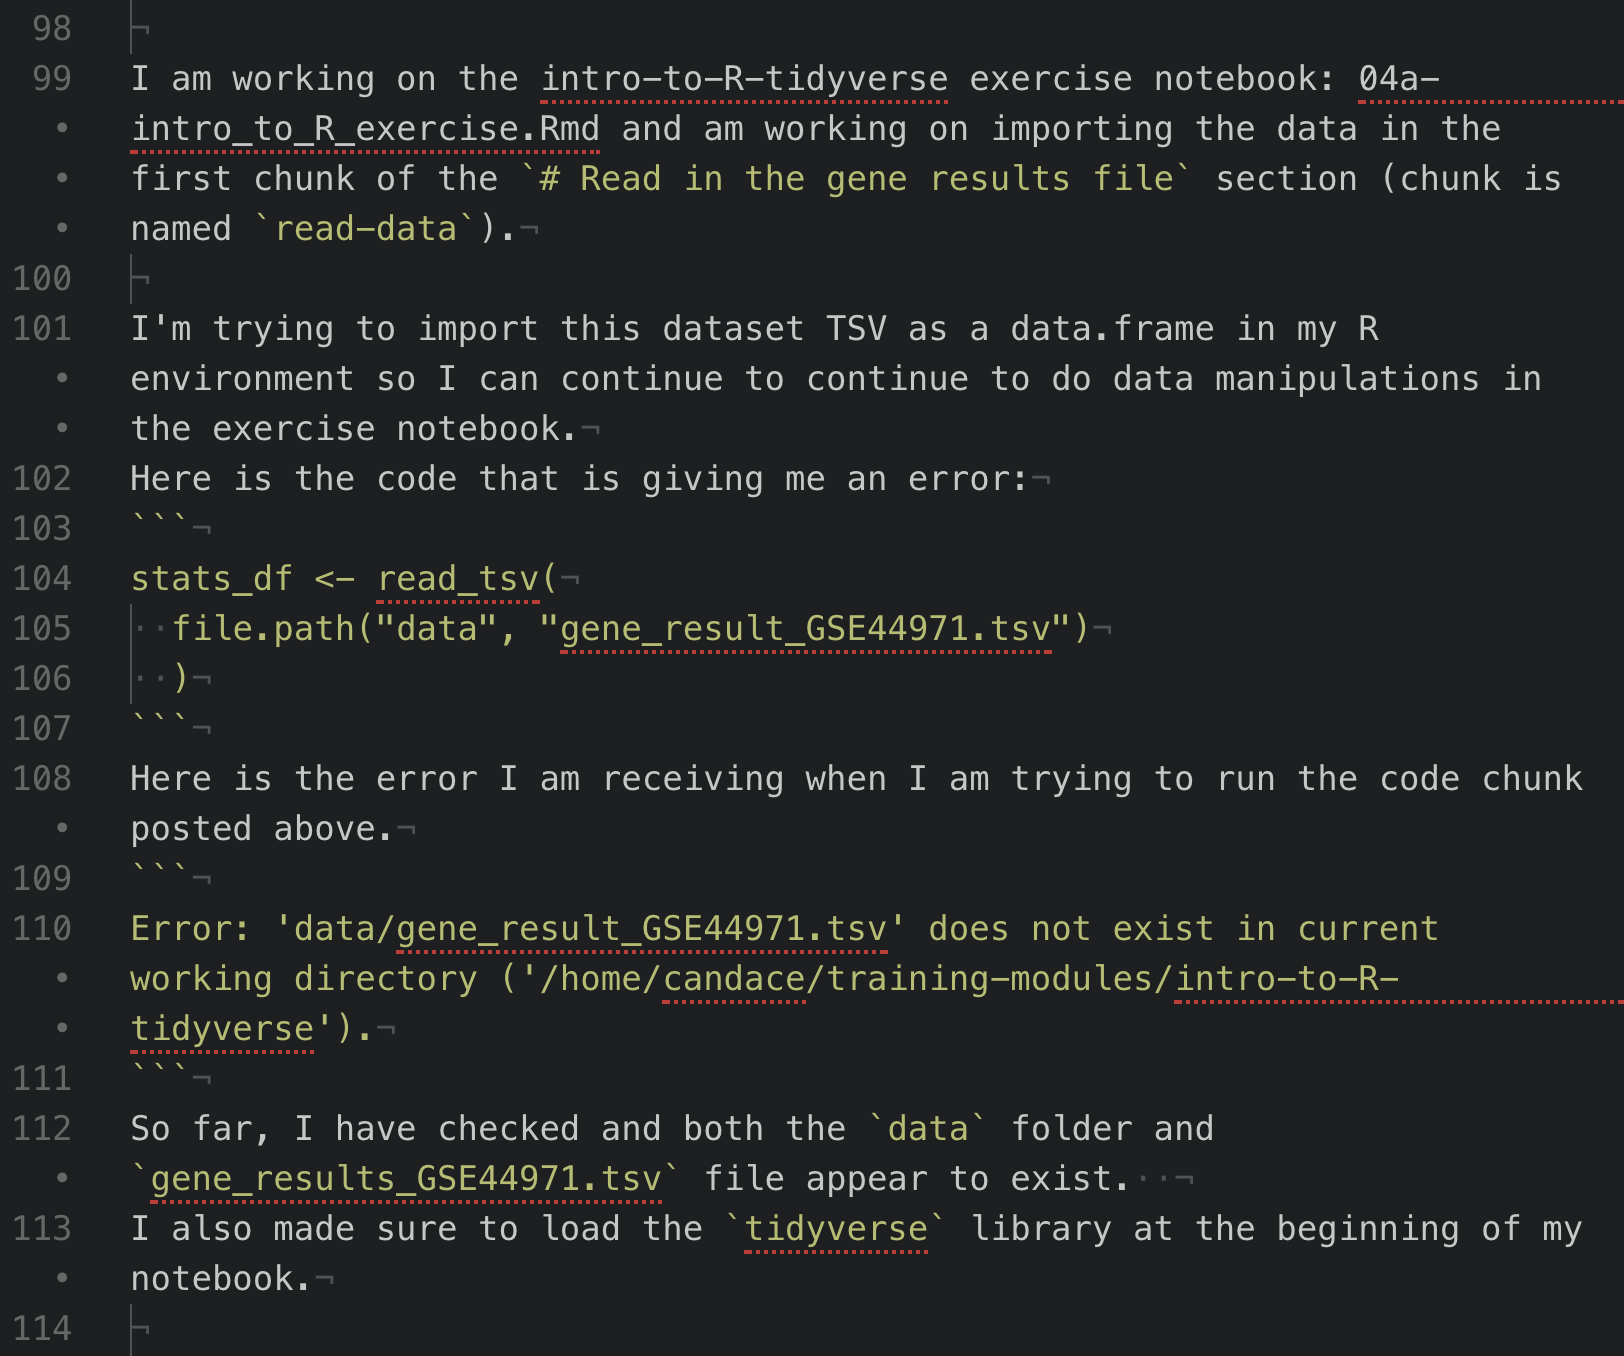 98 ¬
99 I am working on the intro-to-R-tidyverse exercise notebook: 04a-
• intro_to_R_exercise.Rmd and am working on importing the data in the
• first chunk of the `# Read in the gene results file` section (chunk is
• named `read-data`).¬
100 ¬
101 I'm trying to import this dataset TSV as a data.frame in my R
• environment so I can continue to continue to do data manipulations in
• the exercise notebook.¬
102 Here is the code that is giving me an error:¬
103 ```¬
104 stats_df <- read_tsv(¬
105 ··file.path("data", "gene_result_GSE44971.tsv")¬
106 ··)¬
107 ```¬
108 Here is the error I am receiving when I am trying to run the code chunk
• posted above.¬
109 ```¬
110 Error: 'data/gene_result_GSE44971.tsv' does not exist in current
• working directory ('/home/candace/training-modules/intro-to-R-
• tidyverse').¬
111 ```¬
112 So far, I have checked and both the `data` folder and
• `gene_results_GSE44971.tsv` file appear to exist.··¬
113 I also made sure to load the `tidyverse` library at the beginning of my
• notebook.¬
114 ¬